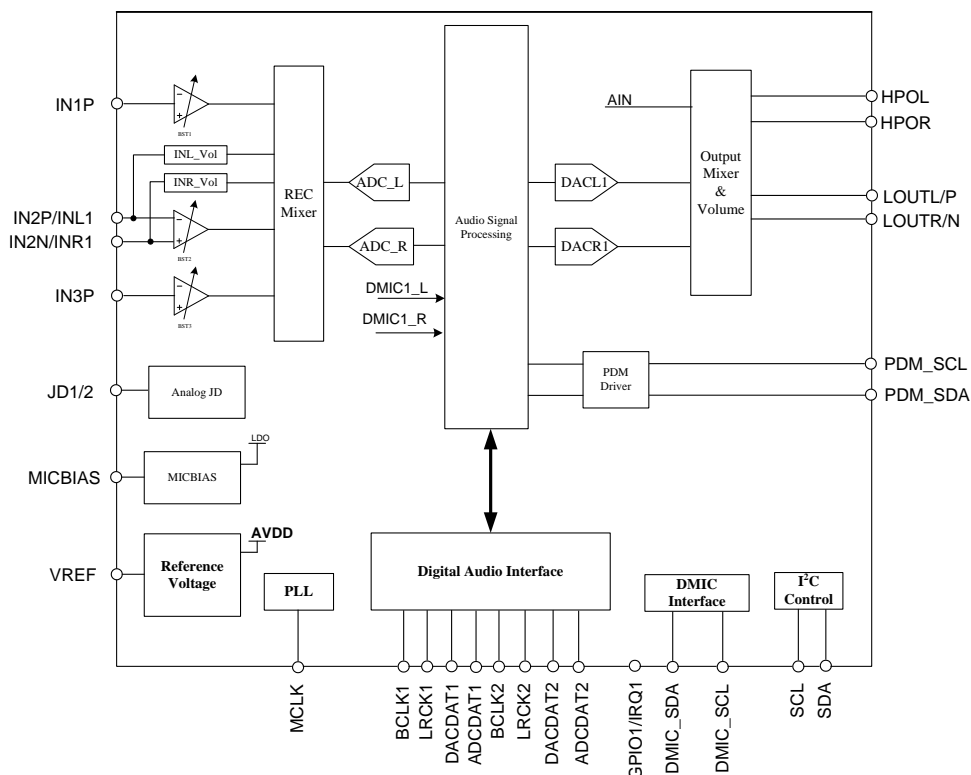 IN1P
BST1
INL_Vol
INR_Vol
IN2P/INL1
IN2N/INR1
BST2
IN3P
BST3
REC
Mixer
ADC_L
ADC_R
DMIC1_L
DMIC1_R
Audio Signal
Processing
DACL1
DACR1
AIN
Output
Mixer
&
Volume
HPOL
HPOR
LOUTL/P
LOUTR/N
PDM
Driver
PDM_SCL
PDM_SDA
JD1/2
Analog JD
MICBIAS
MICBIAS
LDO
VREF
Reference
Voltage
AVDD
PLL
Digital Audio Interface
DMIC
Interface
I²C
Control
MCLK
BCLK1
LRCK1
DACDAT1
ADCDAT1
BCLK2
LRCK2
DACDAT2
ADCDAT2
GPIO1/IRQ1
DMIC_SDA
DMIC_SCL
SCL
SDA